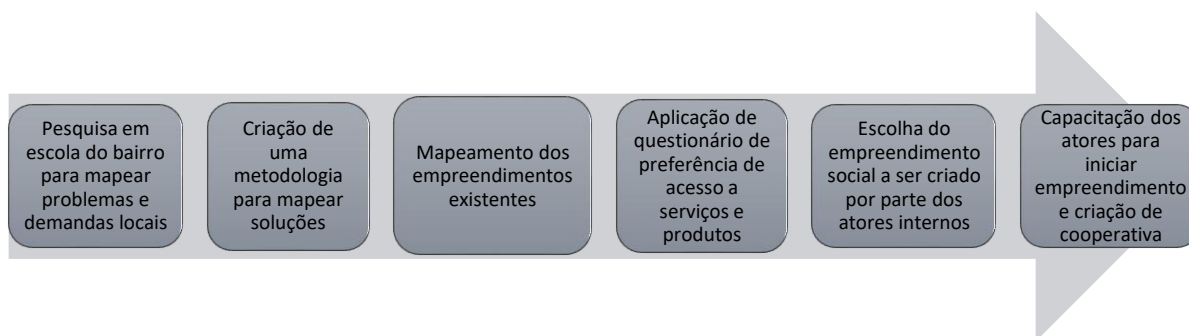 Pesquisa em
escola do bairro
para mapear
problemas e
demandas locais
Criação de
uma
metodologia
para mapear
soluções
Mapeamento dos
empreendimentos
existentes
Aplicação de
questionário de
preferência de
acesso a
serviços e
produtos
Escolha do
empreendimento
social a ser criado
por parte dos
atores internos
Capacitação dos
atores para
iniciar
empreendimento
e criação de
cooperativa